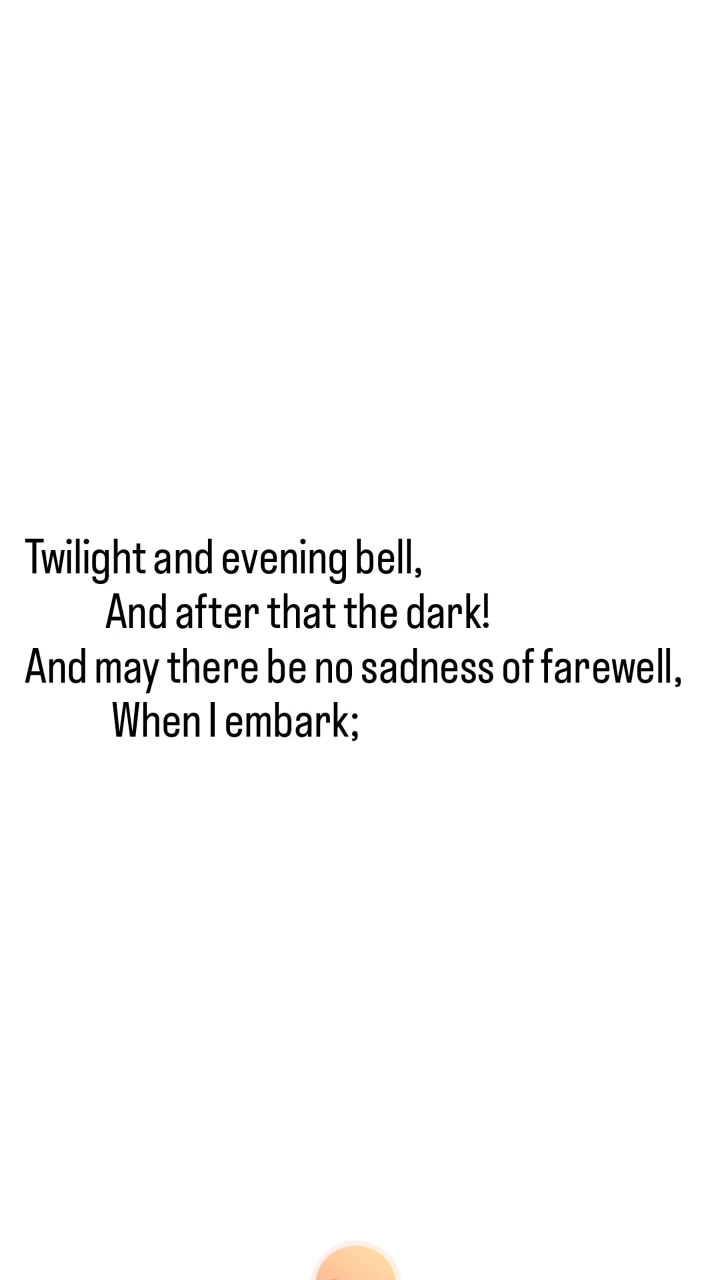 Twilight and evening bell,
And after that the dark!
And may there be no sadness of farewell,
When I embark;